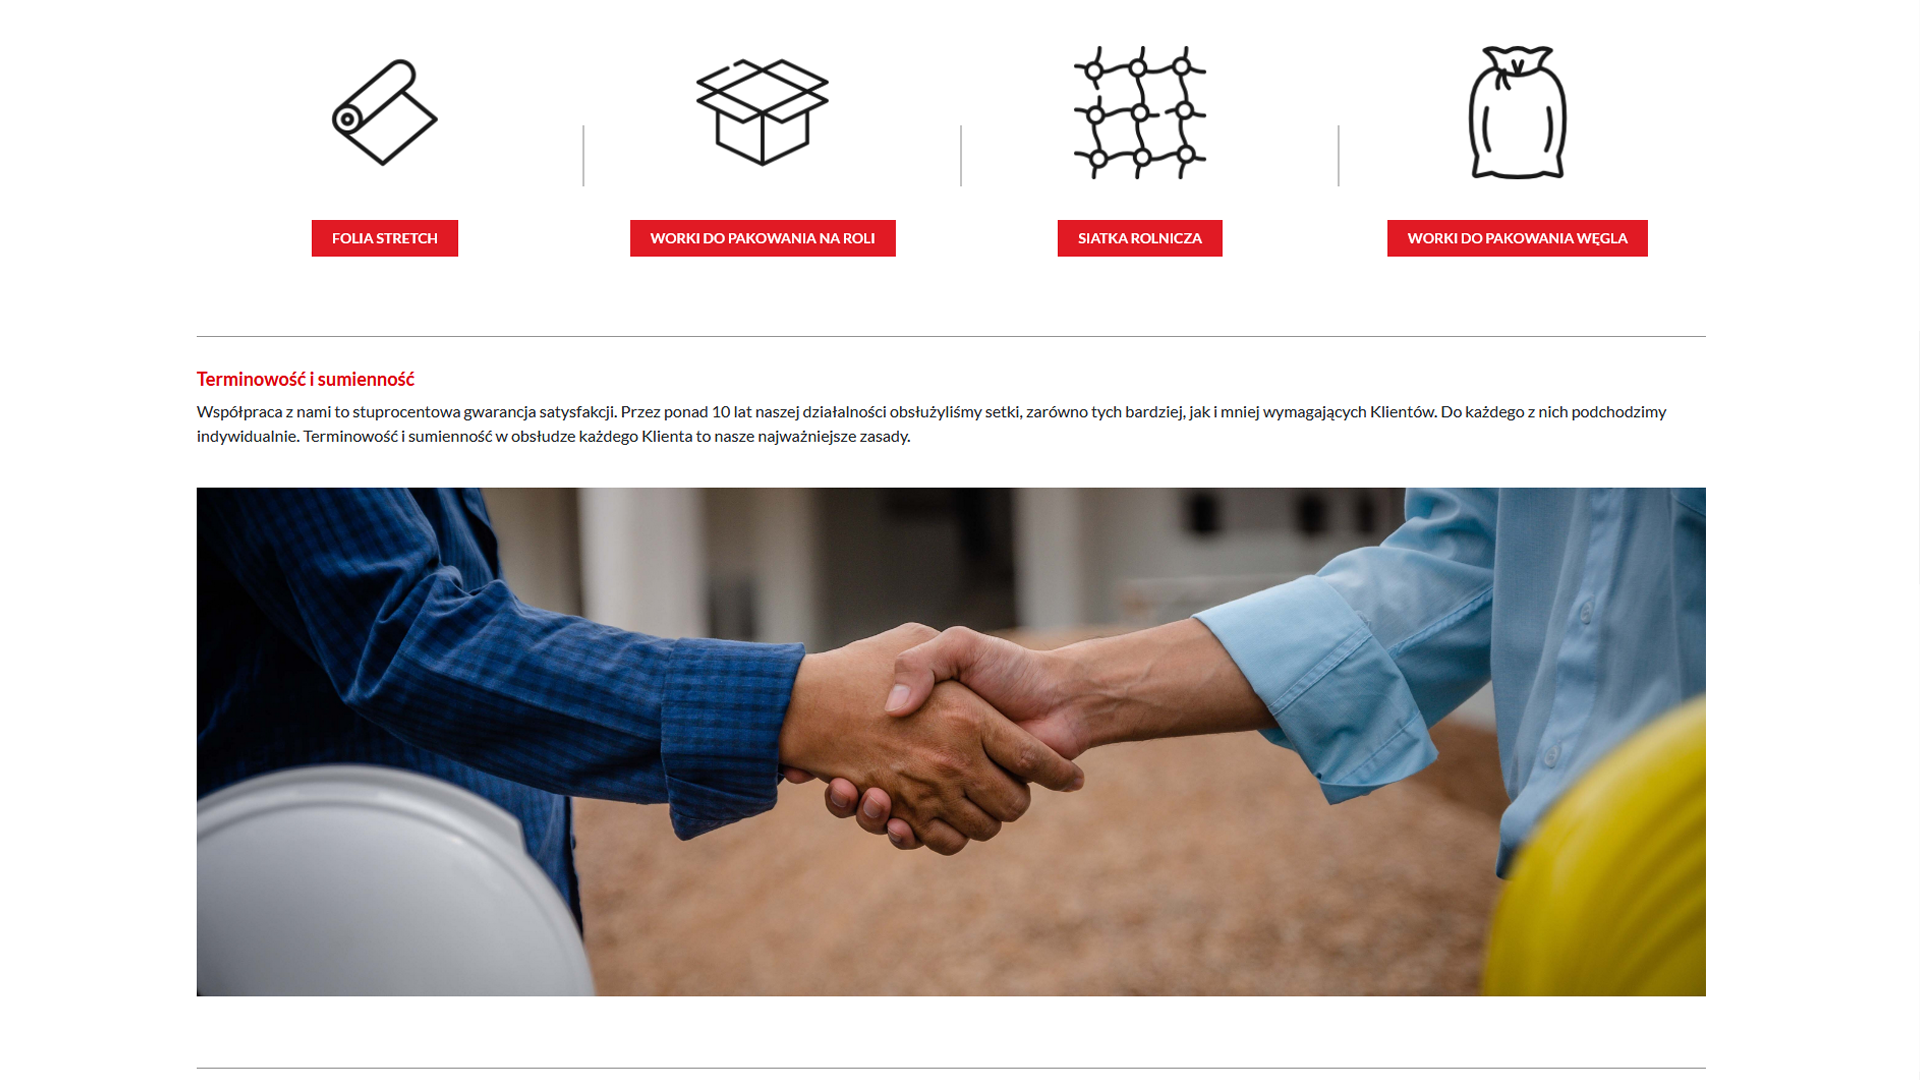 FOLIA STRETCH
WORKI DO PAKOWANIA NA ROLI
SIATKA ROLNICZA
WORKI DO PAKOWANIA WĘGLA
Terminowość i sumienność
Współpraca z nami to stuprocentowa gwarancja satysfakcji. Przez ponad 10 lat naszej działalności obsłużyliśmy setki, zarówno tych bardziej, jak i mniej wymagających Klientów. Do każdego z nich podchodzimy
indywidualnie. Terminowość i sumienność w obsłudze każdego Klienta to nasze najważniejsze zasady.